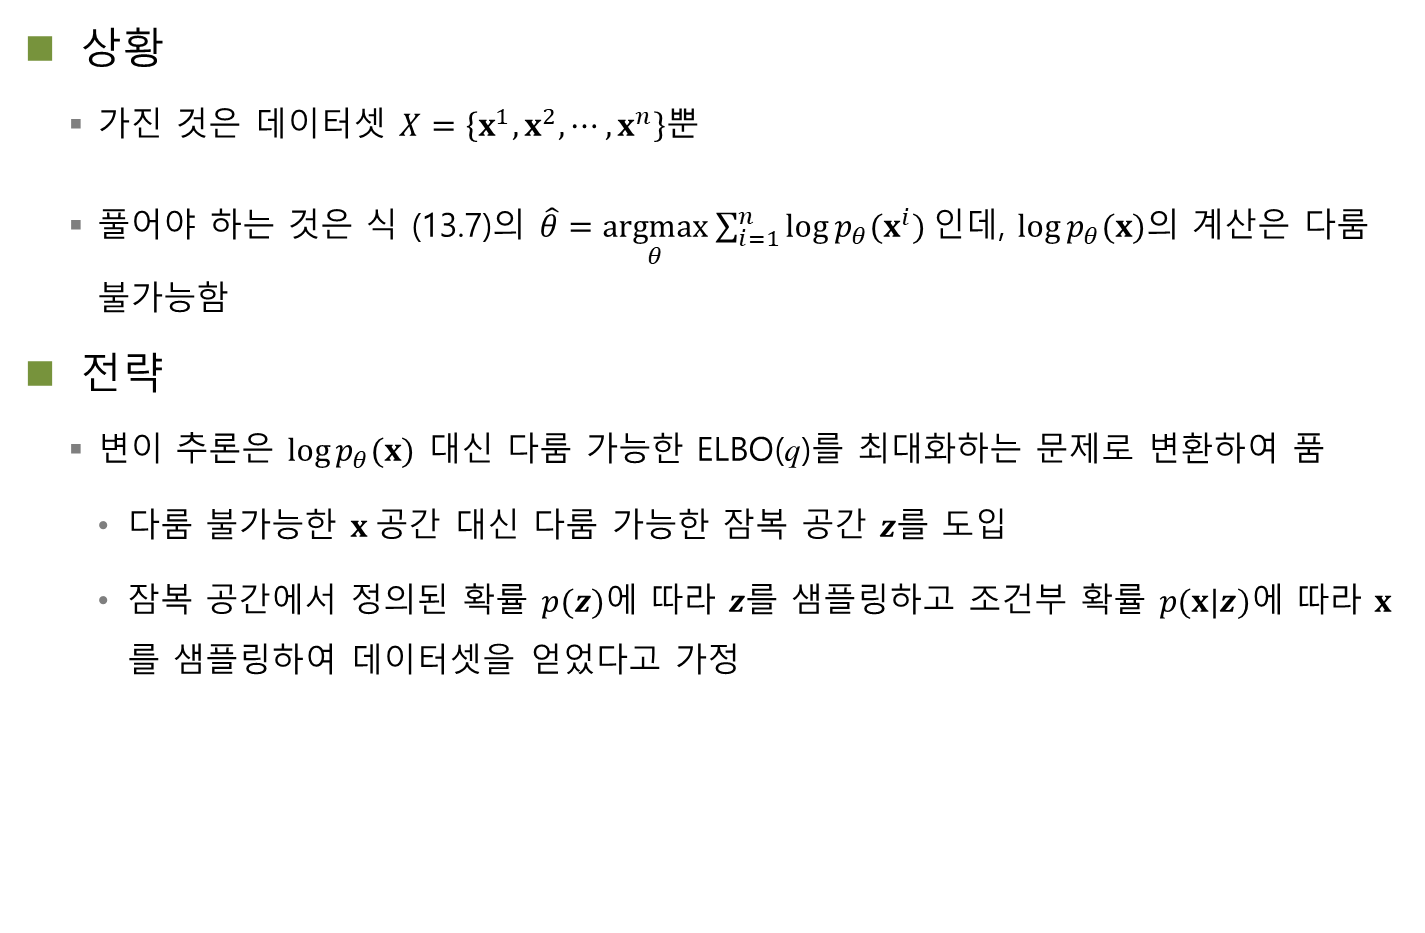 ■ 상황
▪ 가진 것은 데이터셋 X = {x¹, x², ⋯ , xⁿ}뿐
▪ 풀어야 하는 것은 식 (13.7)의 θ̂ = argmax_θ ∑ⁿᵢ₌₁ log p_θ(xⁱ) 인데, log p_θ(x)의 계산은 다룸
불가능함
■ 전략
▪ 변이 추론은 log p_θ(x) 대신 다룸 가능한 ELBO(q)를 최대화하는 문제로 변환하여 품
• 다룸 불가능한 x 공간 대신 다룸 가능한 잠복 공간 z를 도입
• 잠복 공간에서 정의된 확률 p(z)에 따라 z를 샘플링하고 조건부 확률 p(x|z)에 따라 x
를 샘플링하여 데이터셋을 얻었다고 가정